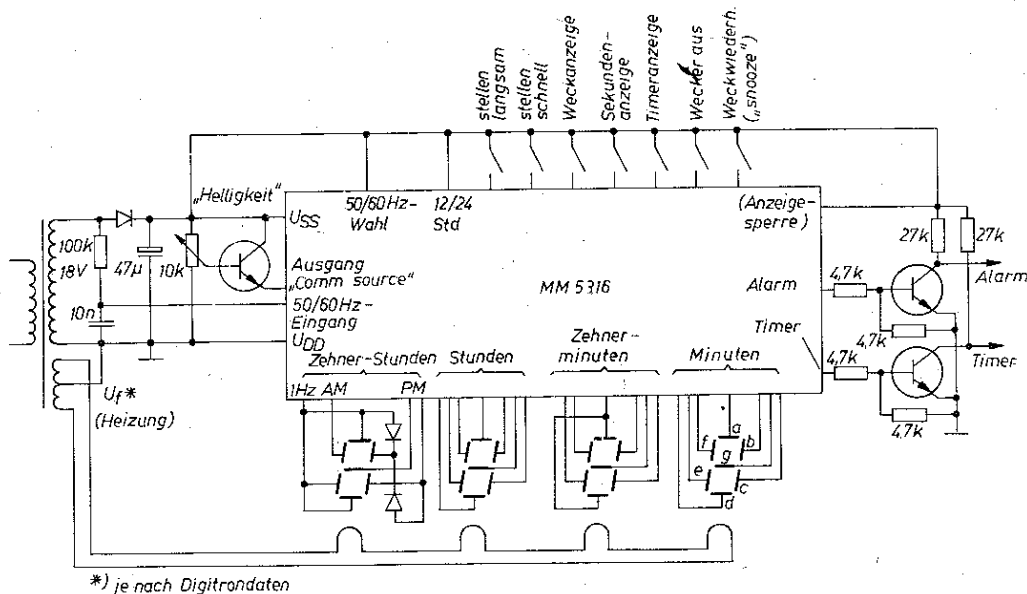 stellen
langsam
stellen
schnell
Weckanzeige
Sekunden-
anzeige
Timeranzeige
Wecker aus
Weckwiederh.
(„snooze")
„Helligkeit"
USS
50/60Hz-
Wahl
12/24
Std
(Anzeige-
sperre)
27k
27k
100k
18V
47µ
10k
Ausgang
„Comm source"
MM 5316
Alarm
4,7k
Alarm
10n
50/60Hz-
Eingang
UDD
Timer
4,7k
4,7k
Timer
Zehner-Stunden
Stunden
Zehner-
minuten
Minuten
1Hz
AM
PM
Uf*
(Heizung)
4,7k
a
f
b
g
e
c
d
*) je nach Digitrondaten